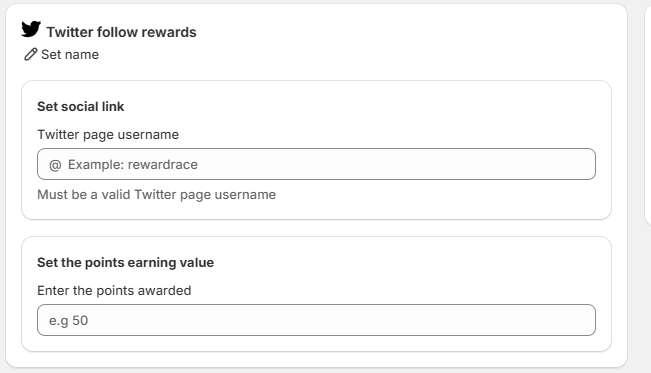 Twitter follow rewards
Set name
Set social link
Twitter page username
@ Example: rewardrace
Must be a valid Twitter page username
Set the points earning value
Enter the points awarded
e.g 50